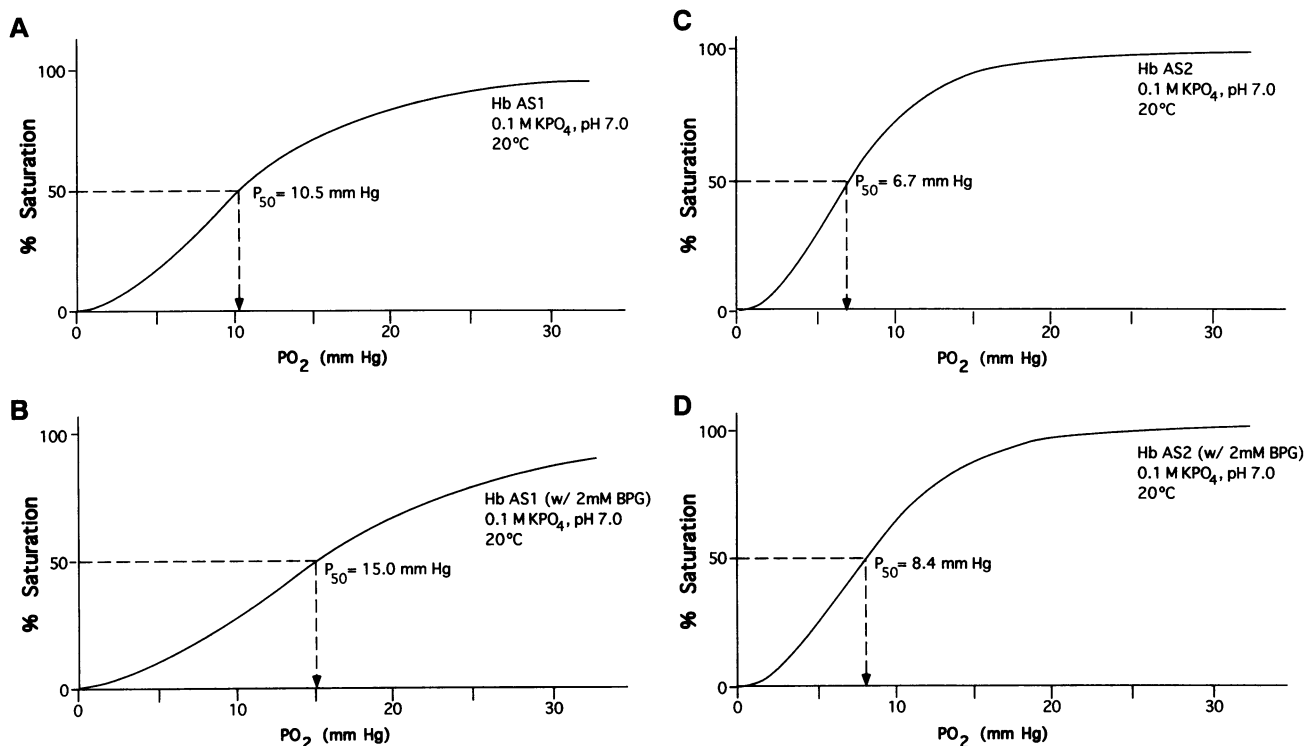 A
100
50
0
% Saturation
Hb AS1
0.1 M KPO4, pH 7.0
20°C
P50= 10.5 mm Hg
0 10 20 30
PO2 (mm Hg)
B
100
50
0
% Saturation
Hb AS1 (w/ 2mM BPG)
0.1 M KPO4, pH 7.0
20°C
P50= 15.0 mm Hg
0 10 20 30
PO2 (mm Hg)
C
100
50
0
% Saturation
Hb AS2
0.1 M KPO4, pH 7.0
20°C
P50= 6.7 mm Hg
0 10 20 30
PO2 (mm Hg)
D
100
50
0
% Saturation
Hb AS2 (w/ 2mM BPG)
0.1 M KPO4, pH 7.0
20°C
P50= 8.4 mm Hg
0 10 20 30
PO2 (mm Hg)